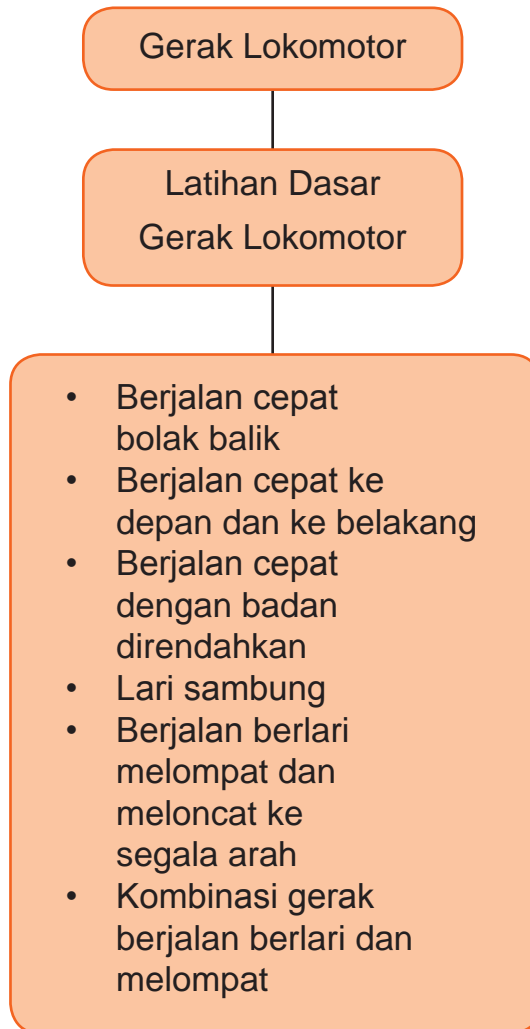 Gerak Lokomotor
Latihan Dasar
Gerak Lokomotor
• Berjalan cepat
bolak balik
• Berjalan cepat ke
depan dan ke belakang
• Berjalan cepat
dengan badan
direndahkan
• Lari sambung
• Berjalan berlari
melompat dan
meloncat ke
segala arah
• Kombinasi gerak
berjalan berlari dan
melompat